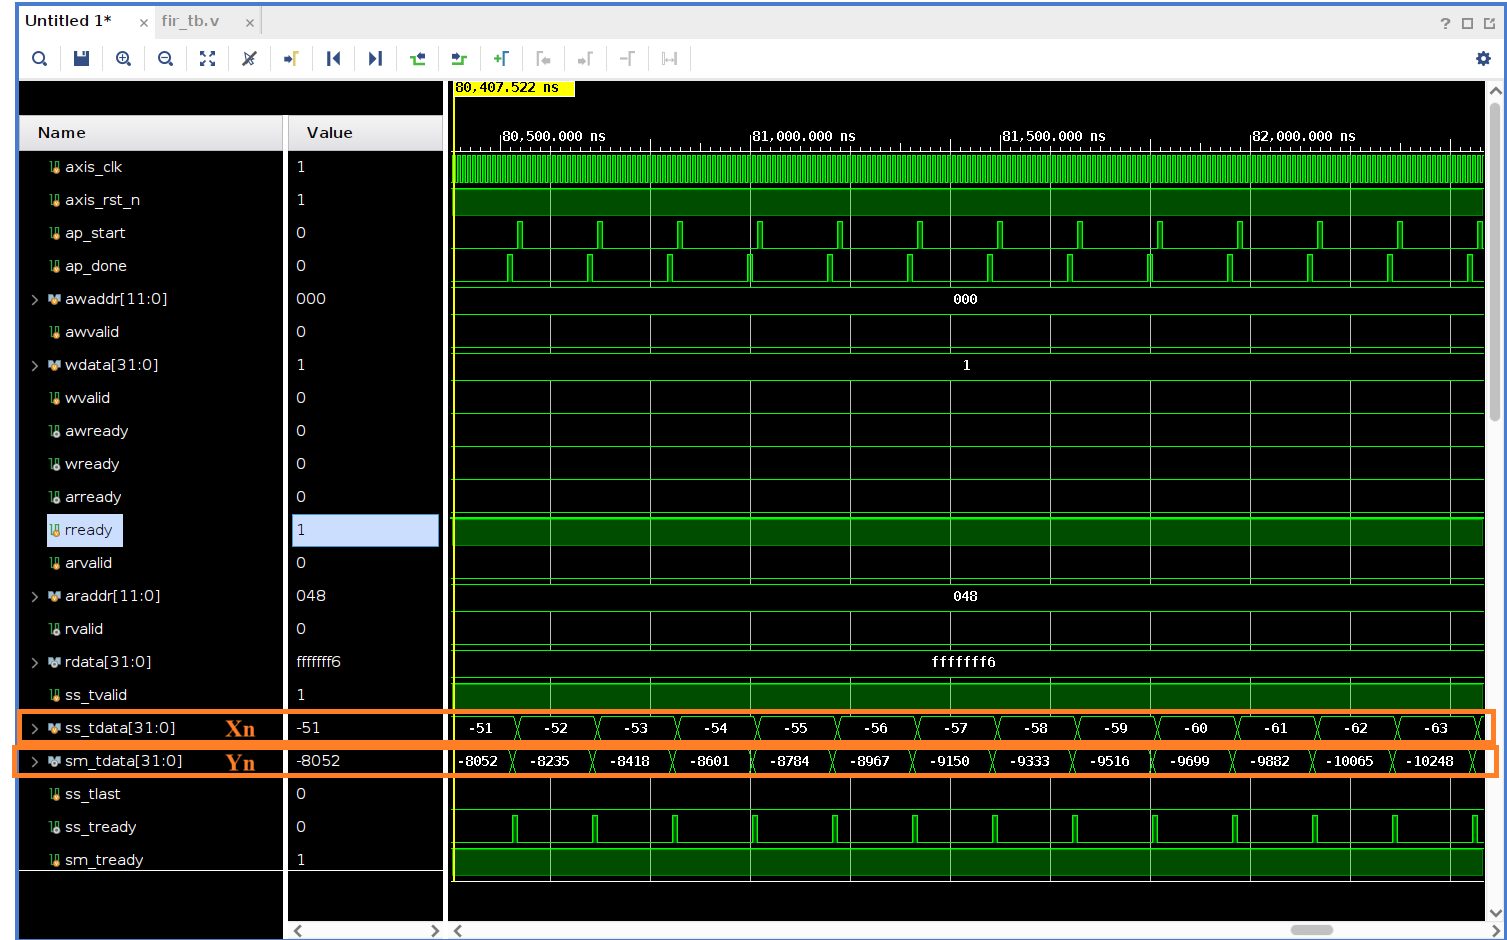 Untitled 1* × fir_tb.v ×
?
80,407.522 ns
Name Value
80,500.000 ns 81,000.000 ns 81,500.000 ns 82,000.000 ns
axis_clk 1
axis_rst_n 1
ap_start 0
ap_done 0
awaddr[11:0] 000 000
awvalid 0
wdata[31:0] 1 1
wvalid 0
awready 0
wready 0
arready 0
rready 1
arvalid 0
araddr[11:0] 048 048
rvalid 0
rdata[31:0] fffffff6 fffffff6
ss_tvalid 1
ss_tdata[31:0] Xn -51 -51 -52 -53 -54 -55 -56 -57 -58 -59 -60 -61 -62 -63
sm_tdata[31:0] Yn -8052 -8052 -8235 -8418 -8601 -8784 -8967 -9150 -9333 -9516 -9699 -9882 -10065 -10248
ss_tlast 0
ss_tready 0
sm_tready 1